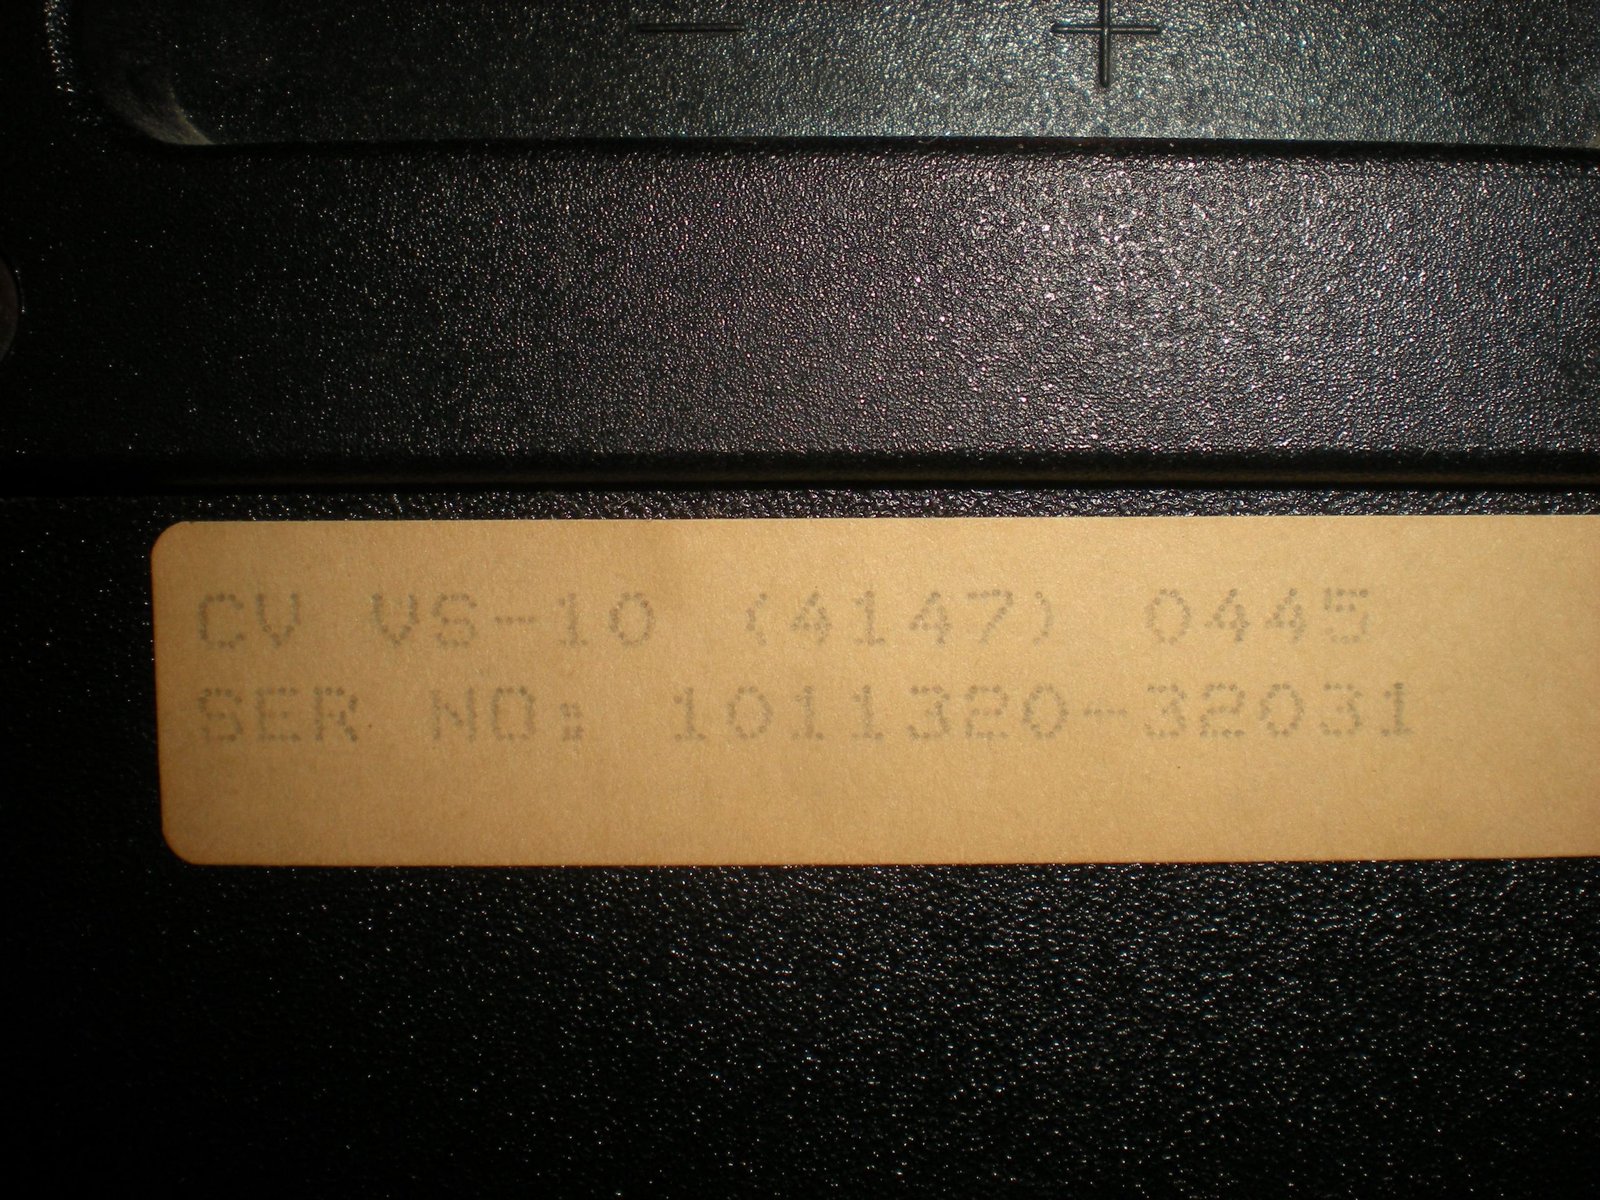 - +
CV VS-10 (4147) 0445
SER NO: 1011320-32031